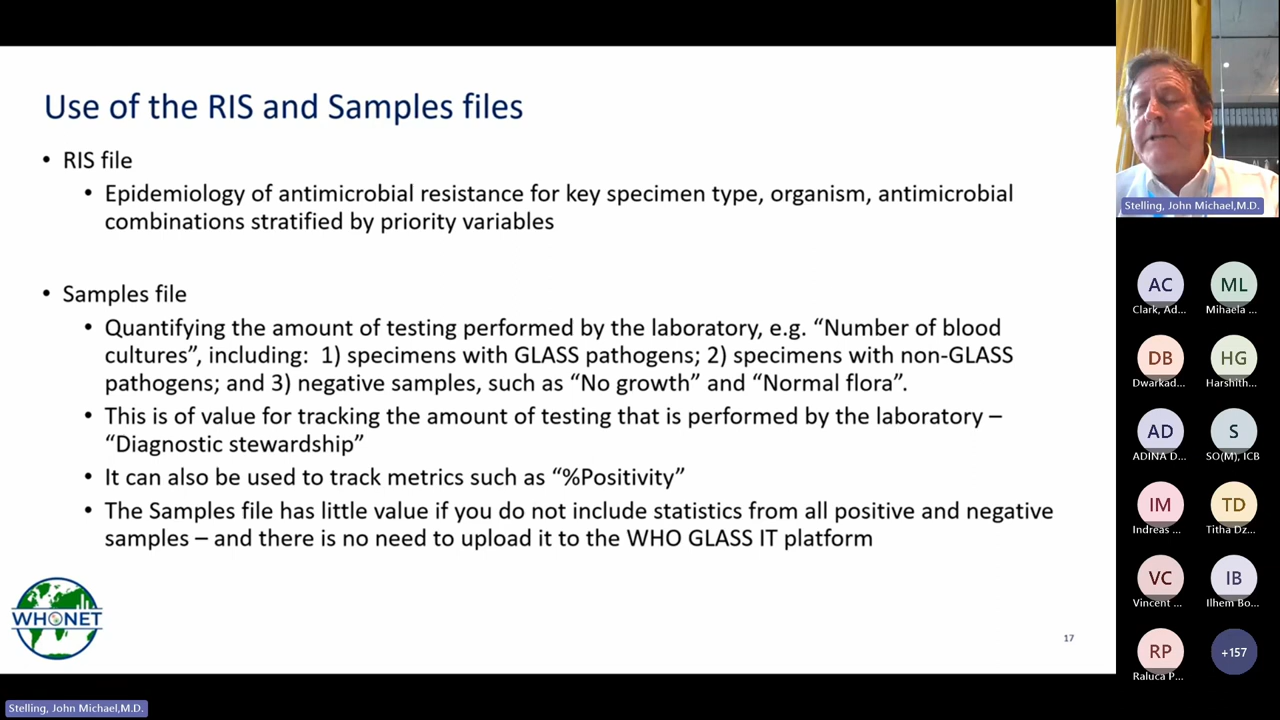 Use of the RIS and Samples files
• RIS file
• Epidemiology of antimicrobial resistance for key specimen type, organism, antimicrobial
combinations stratified by priority variables
• Samples file
• Quantifying the amount of testing performed by the laboratory, e.g. “Number of blood
cultures”, including: 1) specimens with GLASS pathogens; 2) specimens with non-GLASS
pathogens; and 3) negative samples, such as “No growth” and “Normal flora”.
• This is of value for tracking the amount of testing that is performed by the laboratory –
“Diagnostic stewardship”
• It can also be used to track metrics such as “%Positivity”
• The Samples file has little value if you do not include statistics from all positive and negative
samples – and there is no need to upload it to the WHO GLASS IT platform
WHONET
17
Stelling, John Michael,M.D.
Stelling, John Michael,M.D.
AC ML
Clark, Ad... Mihaela ...
DB HG
Dwarkad... Harshith...
AD S
ADINA D... SO(M), ICB
IM TD
Indreas ... Titha Dz...
VC IB
Vincent ... Ilhem Bo...
RP +157
Raluca P...